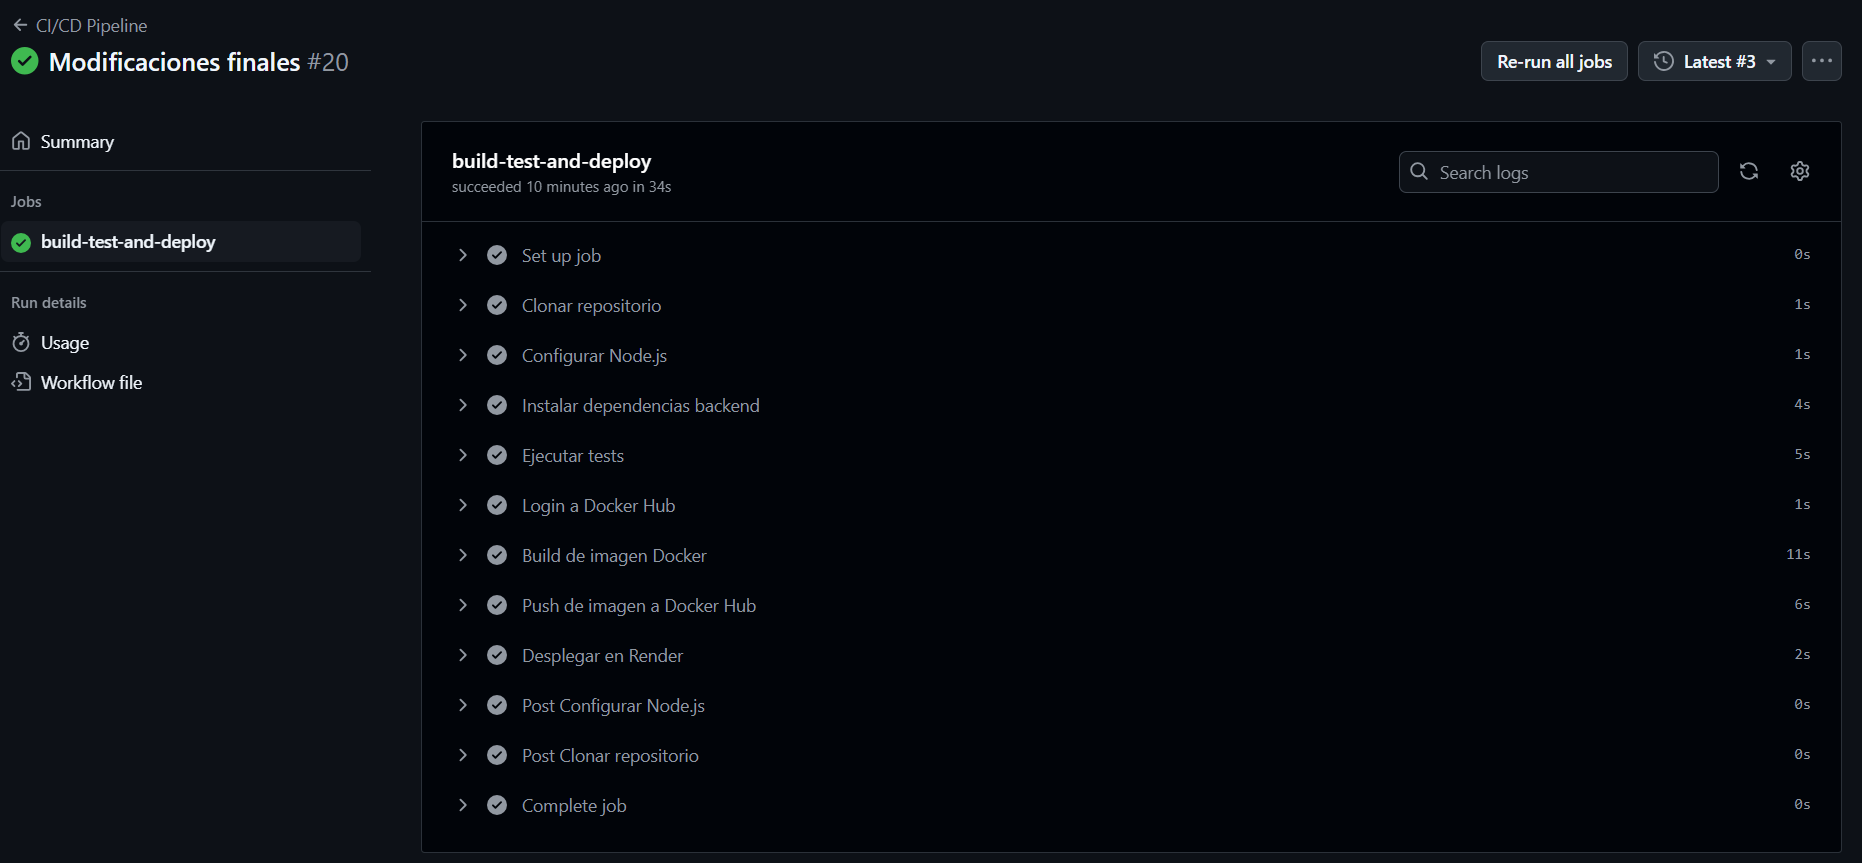 CI/CD Pipeline
Modificaciones finales #20
Re-run all jobs
Latest #3
Summary
Jobs
build-test-and-deploy
Run details
Usage
Workflow file
build-test-and-deploy
succeeded 10 minutes ago in 34s
Search logs
Set up job 0s
Clonar repositorio 1s
Configurar Node.js 1s
Instalar dependencias backend 4s
Ejecutar tests 5s
Login a Docker Hub 1s
Build de imagen Docker 11s
Push de imagen a Docker Hub 6s
Desplegar en Render 2s
Post Configurar Node.js 0s
Post Clonar repositorio 0s
Complete job 0s